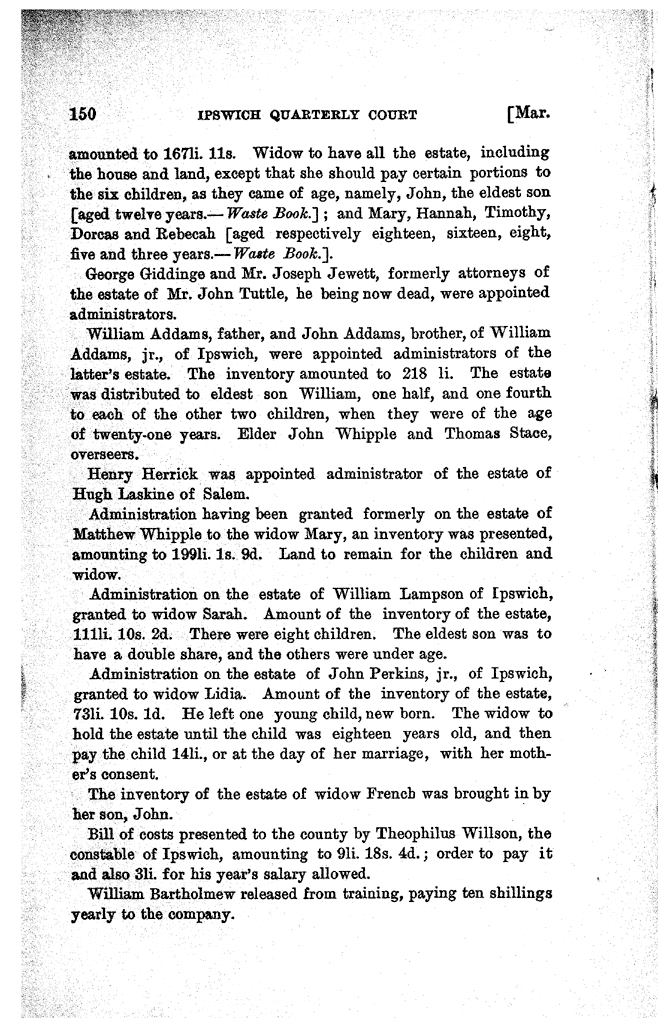 150 IPSWICH QUARTERLY COURT [Mar.
amounted to 167li. 11s. Widow to have all the estate, including
the house and land, except that she should pay certain portions to
the six children, as they came of age, namely, John, the eldest son
[aged twelve years.—Waste Book.] ; and Mary, Hannah, Timothy,
Dorcas and Rebecah [aged respectively eighteen, sixteen, eight,
five and three years.—Waste Book.].
George Giddinge and Mr. Joseph Jewett, formerly attorneys of
the estate of Mr. John Tuttle, he being now dead, were appointed
administrators.
William Addams, father, and John Addams, brother, of William
Addams, jr., of Ipswich, were appointed administrators of the
latter's estate. The inventory amounted to 218 li. The estate
was distributed to eldest son William, one half, and one fourth
to each of the other two children, when they were of the age
of twenty-one years. Elder John Whipple and Thomas Stace,
overseers.
Henry Herrick was appointed administrator of the estate of
Hugh Laskine of Salem.
Administration having been granted formerly on the estate of
Matthew Whipple to the widow Mary, an inventory was presented,
amounting to 199li. 1s. 9d. Land to remain for the children and
widow.
Administration on the estate of William Lampson of Ipswich,
granted to widow Sarah. Amount of the inventory of the estate,
111li. 10s. 2d. There were eight children. The eldest son was to
have a double share, and the others were under age.
Administration on the estate of John Perkins, jr., of Ipswich,
granted to widow Lidia. Amount of the inventory of the estate,
73li. 10s. 1d. He left one young child, new born. The widow to
hold the estate until the child was eighteen years old, and then
pay the child 14li., or at the day of her marriage, with her moth-
er's consent.
The inventory of the estate of widow French was brought in by
her son, John.
Bill of costs presented to the county by Theophilus Willson, the
constable of Ipswich, amounting to 9li. 18s. 4d. ; order to pay it
and also 3li. for his year's salary allowed.
William Bartholmew released from training, paying ten shillings
yearly to the company.